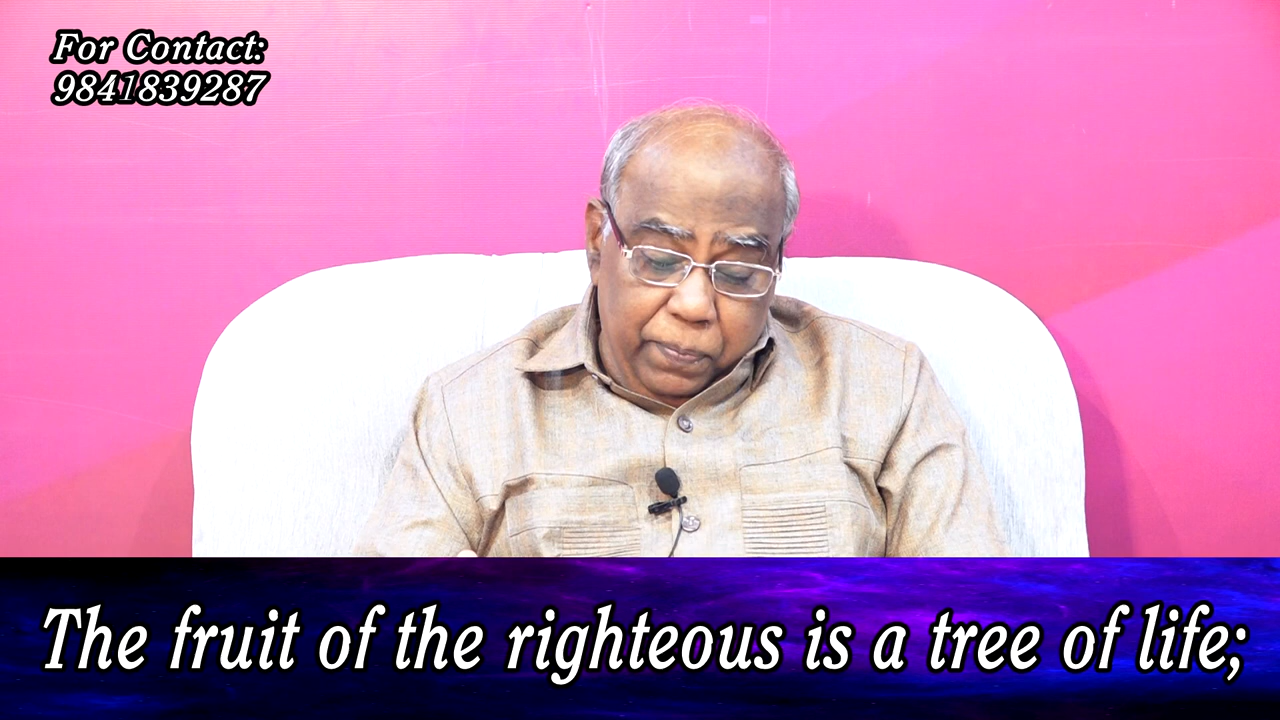 For Contact:
9841839287
The fruit of the righteous is a tree of life;